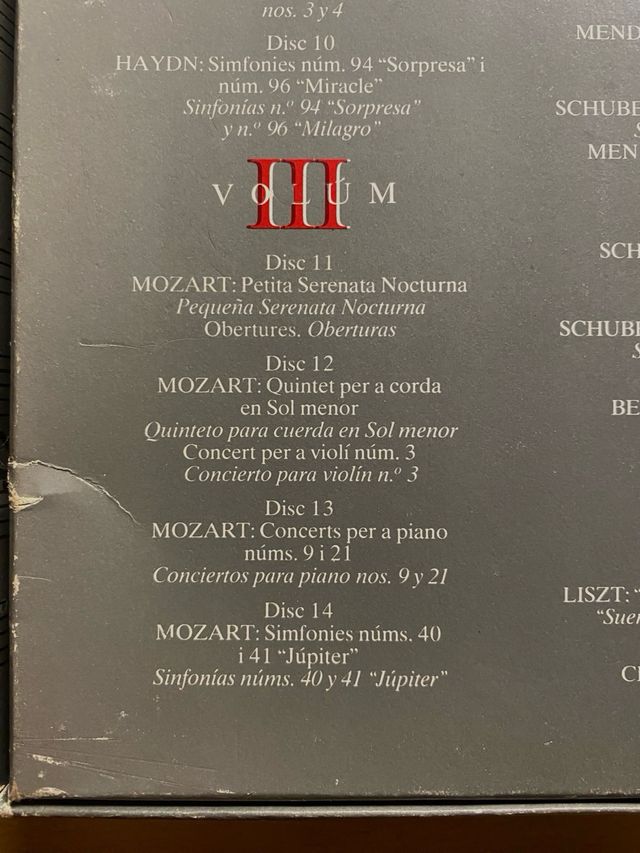 nos. 3 y 4
Disc 10
HAYDN: Simfonies núm. 94 “Sorpresa” i
núm. 96 “Miracle”
Sinfonías n.º 94 “Sorpresa”
y n.º 96 “Milagro”
III
VOLÚM
Disc 11
MOZART: Petita Serenata Nocturna
Pequeña Serenata Nocturna
Obertures. Oberturas
Disc 12
MOZART: Quintet per a corda
en Sol menor
Quinteto para cuerda en Sol menor
Concert per a violí núm. 3
Concierto para violín n.º 3
Disc 13
MOZART: Concerts per a piano
núms. 9 i 21
Conciertos para piano nos. 9 y 21
Disc 14
MOZART: Simfonies núms. 40
i 41 “Júpiter”
Sinfonías núms. 40 y 41 “Júpiter”
MEND
SCHUBE
S
MEN
SCH
SCHUBE
S
BE
LISZT: “
“Sueñ